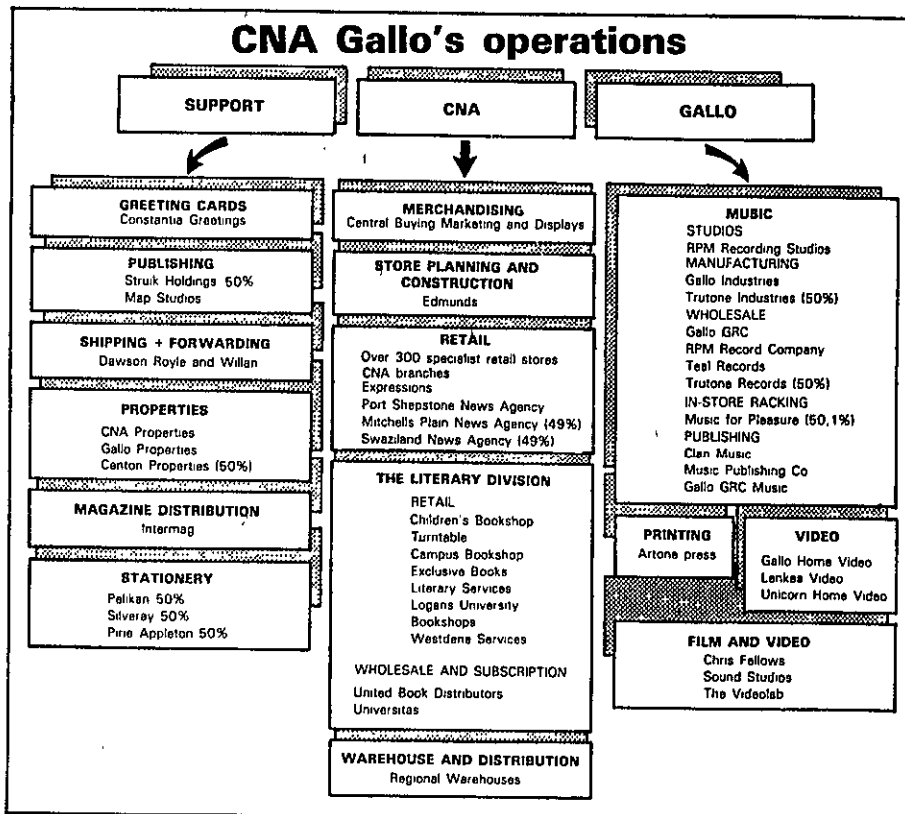 CNA Gallo's operations
SUPPORT
CNA
GALLO
GREETING CARDS
Constantia Greetings
PUBLISHING
Struik Holdings 50%
Map Studios
SHIPPING + FORWARDING
Dawson Royle and Willan
PROPERTIES
CNA Properties
Gallo Properties
Canton Properties (50%)
MAGAZINE DISTRIBUTION
Intermag
STATIONERY
Pelikan 50%
Silveray 50%
Pirie Appleton 50%
MERCHANDISING
Central Buying Marketing and Displays
STORE PLANNING AND
CONSTRUCTION
Edmunds
RETAIL
Over 300 specialist retail stores
CNA branches
Expressions
Port Shepstone News Agency
Mitchells Plain News Agency (49%)
Swaziland News Agency (49%)
THE LITERARY DIVISION
RETAIL
Children's Bookshop
Turntable
Campus Bookshop
Exclusive Books
Literary Services
Logans University
Bookshops
Westdene Services
WHOLESALE AND SUBSCRIPTION
United Book Distributors
Universitas
WAREHOUSE AND DISTRIBUTION
Regional Warehouses
MUSIC
STUDIOS
RPM Recording Studios
MANUFACTURING
Gallo Industries
Trutone Industries (50%)
WHOLESALE
Gallo GRC
RPM Record Company
Teal Records
Trutone Records (50%)
IN-STORE RACKING
Music for Pleasure (50,1%)
PUBLISHING
Clan Music
Music Publishing Co
Gallo GRC Music
PRINTING
Artone press
VIDEO
Gallo Home Video
Lenkas Video
Unicorn Home Video
FILM AND VIDEO
Chris Fellows
Sound Studios
The Videolab